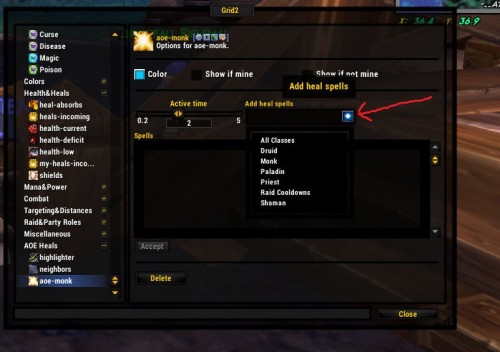 Grid2
X: 36.4 Y: 36.9
Curse
Disease
Magic
Poison
Colors
Health&Heals
heal-absorbs
heals-incoming
health-current
health-deficit
health-low
my-heals-inco...
shields
Mana&Power
Combat
Targeting&Distances
Raid&Party Roles
Miscellaneous
AOE Heals
highlighter
neighbors
aoe-monk
aoe-monk
Options for aoe-monk.
Color
Show if mine
Show if not mine
Add heal spells
Active time
0.2
2
5
Add heal spells
All Classes
Druid
Monk
Paladin
Priest
Raid Cooldowns
Shaman
Spells
Accept
Delete
Close